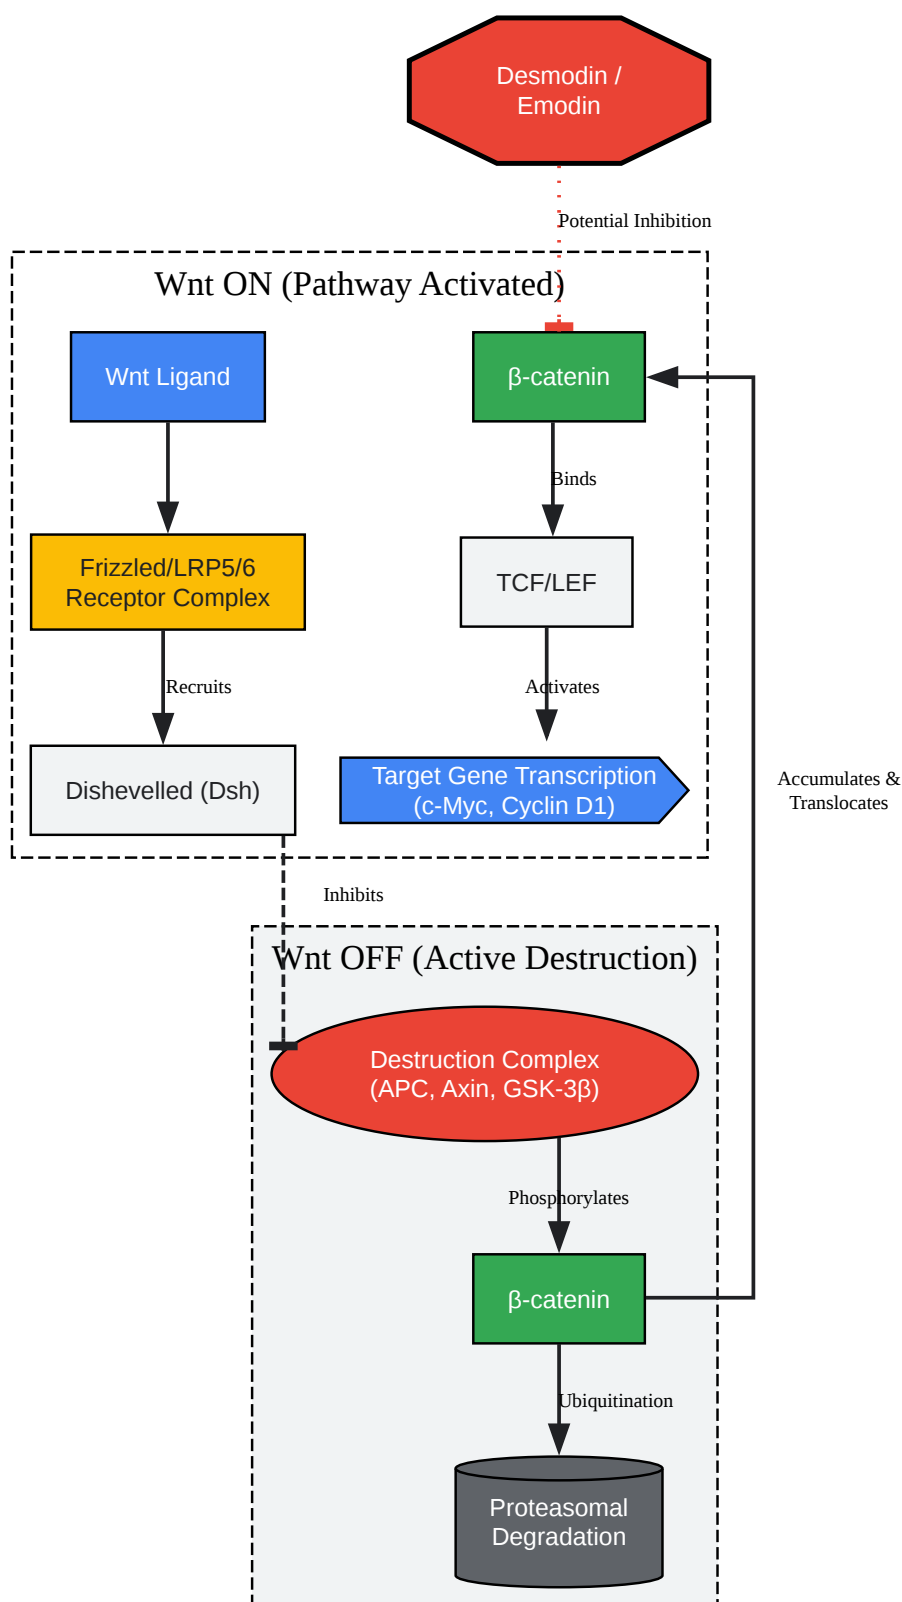 Desmodin /
Emodin
Potential Inhibition
Wnt ON (Pathway Activated)
Wnt Ligand
β-catenin
Binds
Frizzled/LRP5/6
Receptor Complex
TCF/LEF
Recruits
Activates
Dishevelled (Dsh)
Target Gene Transcription
(c-Myc, Cyclin D1)
Accumulates &
Translocates
Inhibits
Wnt OFF (Active Destruction)
Destruction Complex
(APC, Axin, GSK-3β)
Phosphorylates
β-catenin
Ubiquitination
Proteasomal
Degradation